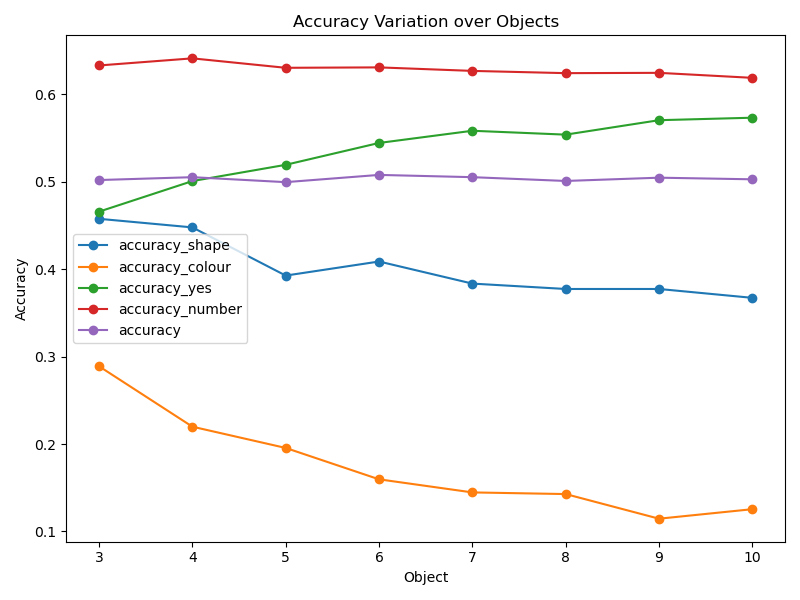 Accuracy Variation over Objects
Accuracy
0.6
0.5
0.4
0.3
0.2
0.1
accuracy_shape
accuracy_colour
accuracy_yes
accuracy_number
accuracy
3 4 5 6 7 8 9 10
Object